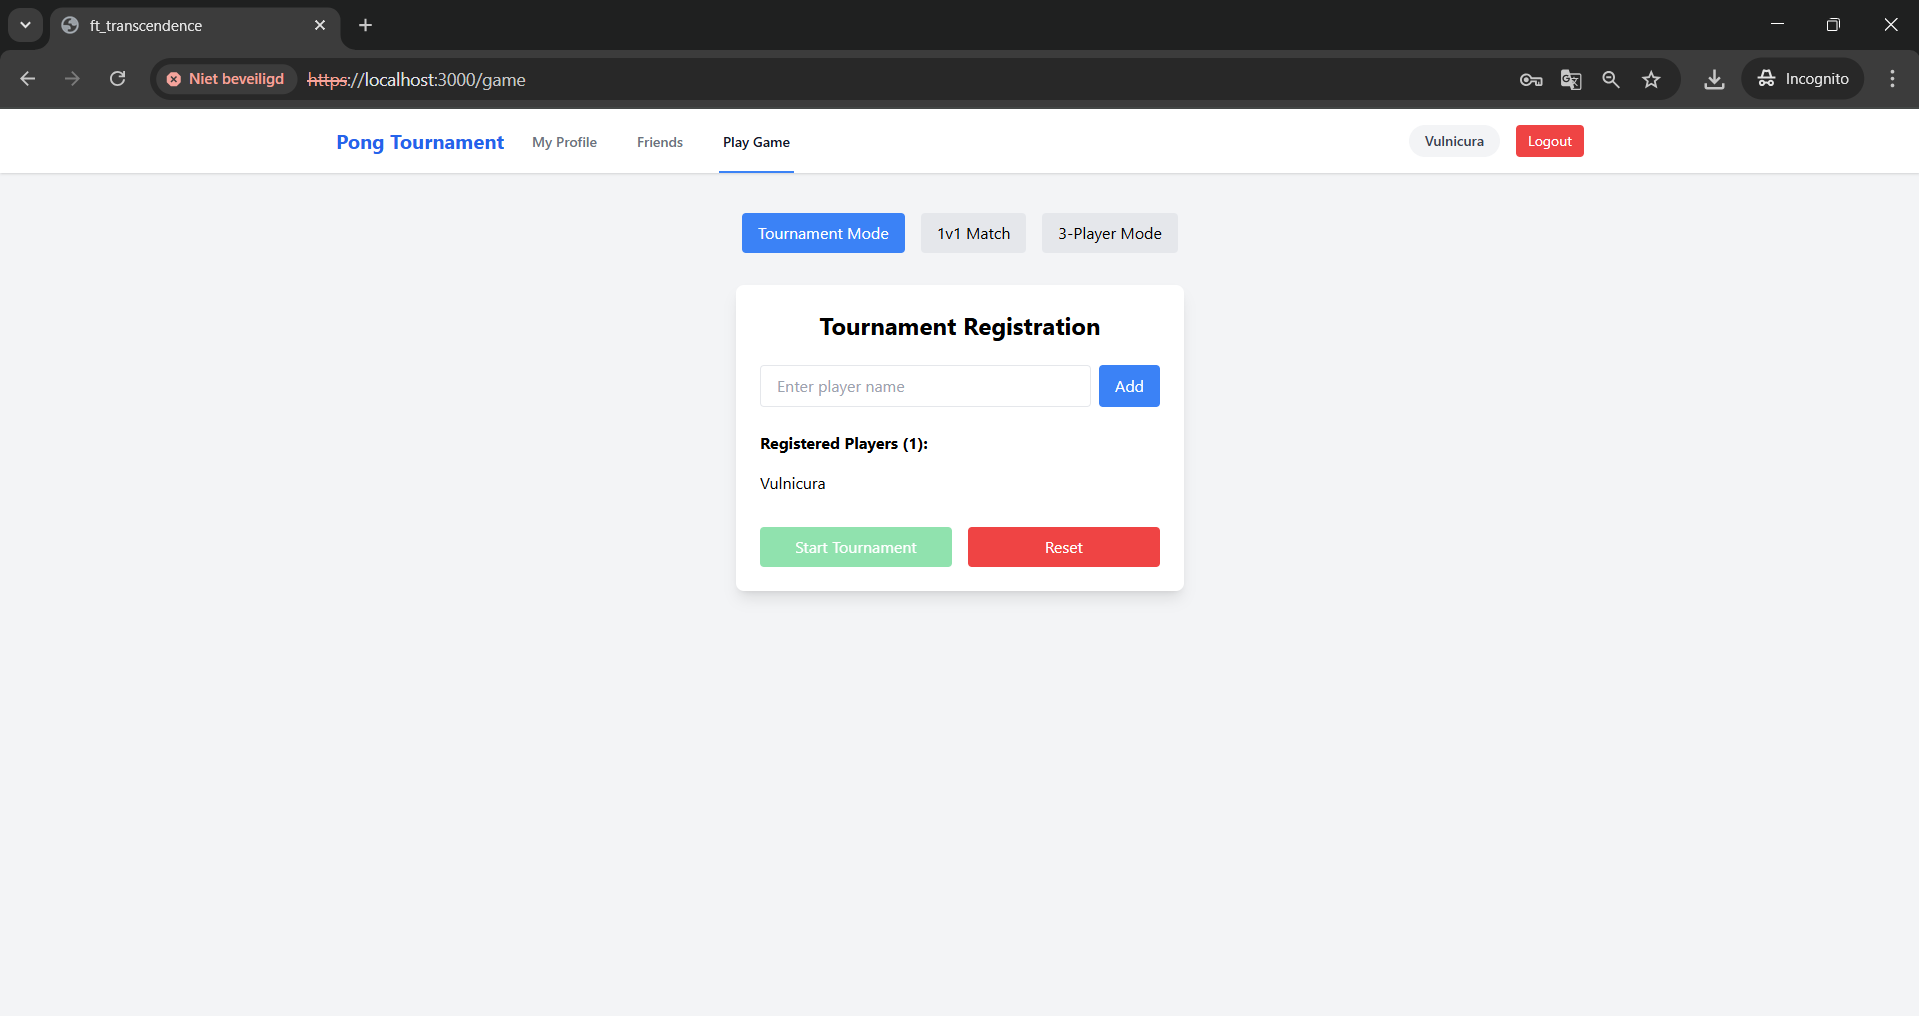 ft_transcendence
Niet beveiligd https://localhost:3000/game Incognito
Pong Tournament My Profile Friends Play Game Vulnicura Logout
Tournament Mode 1v1 Match 3-Player Mode
Tournament Registration
Enter player name Add
Registered Players (1):
Vulnicura
Start Tournament Reset